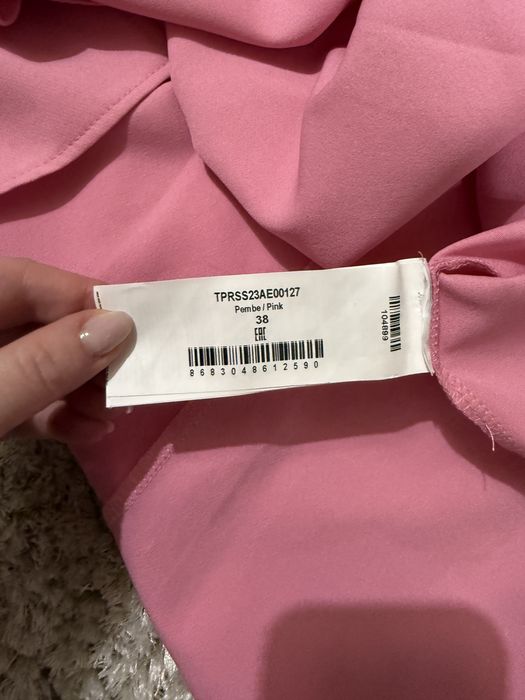 TPRSS23AE00127
Pembe / Pink
38
EAC
8683048612590
104899